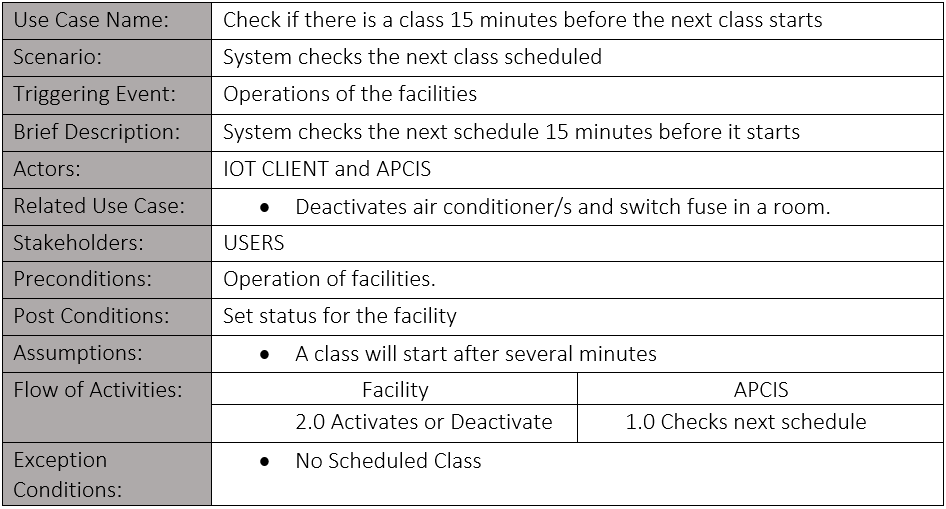 Use Case Name: Check if there is a class 15 minutes before the next class starts
Scenario: System checks the next class scheduled
Triggering Event: Operations of the facilities
Brief Description: System checks the next schedule 15 minutes before it starts
Actors: IOT CLIENT and APCIS
Related Use Case: • Deactivates air conditioner/s and switch fuse in a room.
Stakeholders: USERS
Preconditions: Operation of facilities.
Post Conditions: Set status for the facility
Assumptions: • A class will start after several minutes
Flow of Activities: Facility APCIS
2.0 Activates or Deactivate 1.0 Checks next schedule
Exception • No Scheduled Class
Conditions: